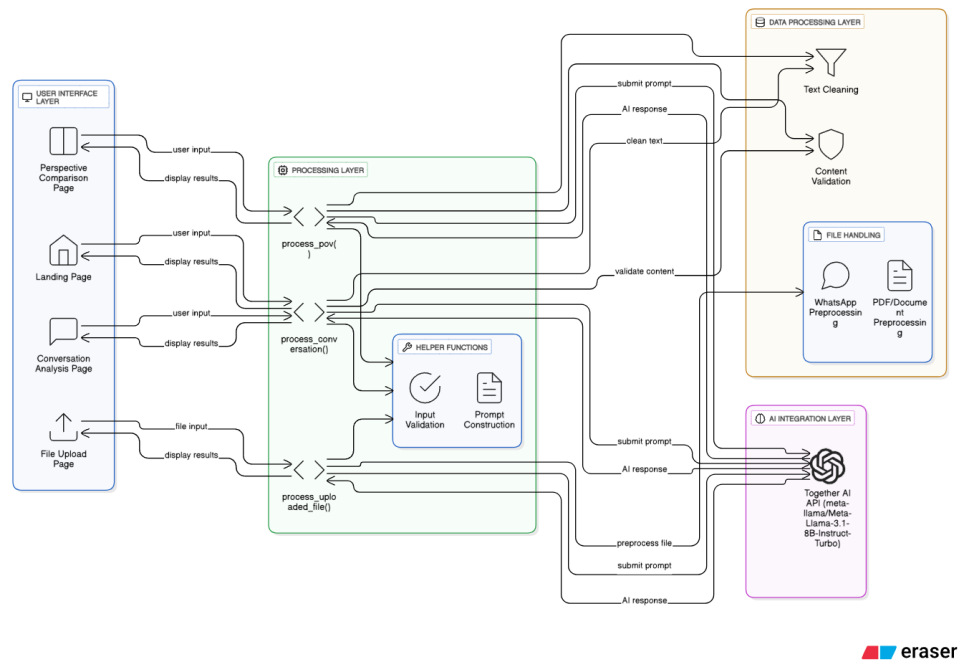 DATA PROCESSING LAYER
Text Cleaning
Content
Validation
FILE HANDLING
WhatsApp
Preprocessin
g
PDF/Docume
nt
Preprocessin
g
USER INTERFACE
LAYER
Perspective
Comparison
Page
Landing Page
Conversation
Analysis Page
File Upload
Page
user input
display results
user input
display results
user input
display results
file input
display results
PROCESSING LAYER
process_pov(
)
process_conv
ersation()
process_uplo
aded_file()
HELPER FUNCTIONS
Input
Validation
Prompt
Construction
submit prompt
AI response
clean text
validate content
submit prompt
AI response
preprocess file
submit prompt
AI response
AI INTEGRATION LAYER
Together AI
API (meta-
llama/Meta-
Llama-3.1-
8B-Instruct-
Turbo)
eraser